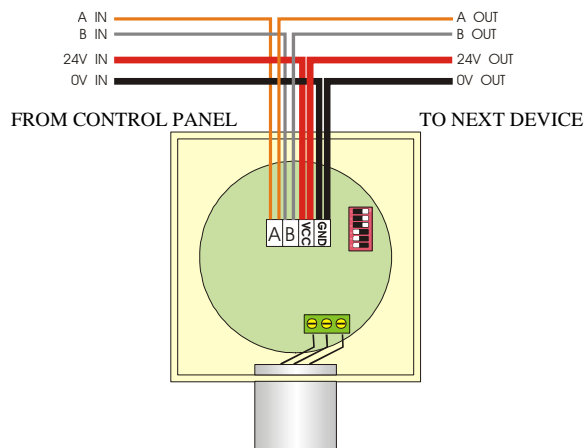 A IN
A OUT
B IN
B OUT
24V IN
24V OUT
0V IN
0V OUT
FROM CONTROL PANEL
TO NEXT DEVICE
A
B
VCC
GND